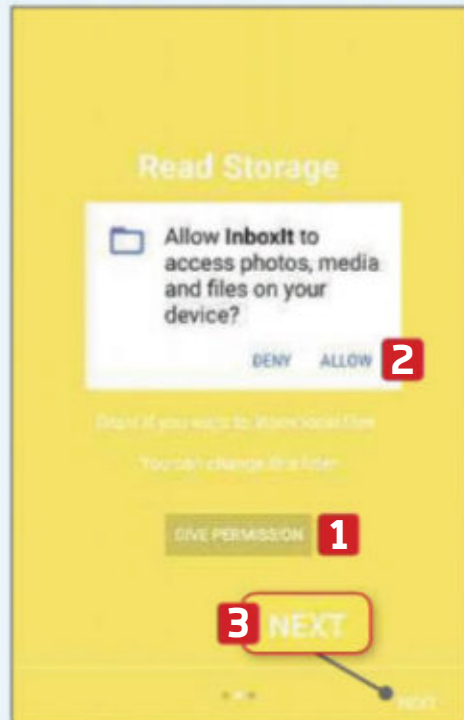 Read Storage
Allow InboxIt to
access photos, media
and files on your
device?
DENY ALLOW 2
You can change this later
GIVE PERMISSION 1
3 NEXT
NEXT